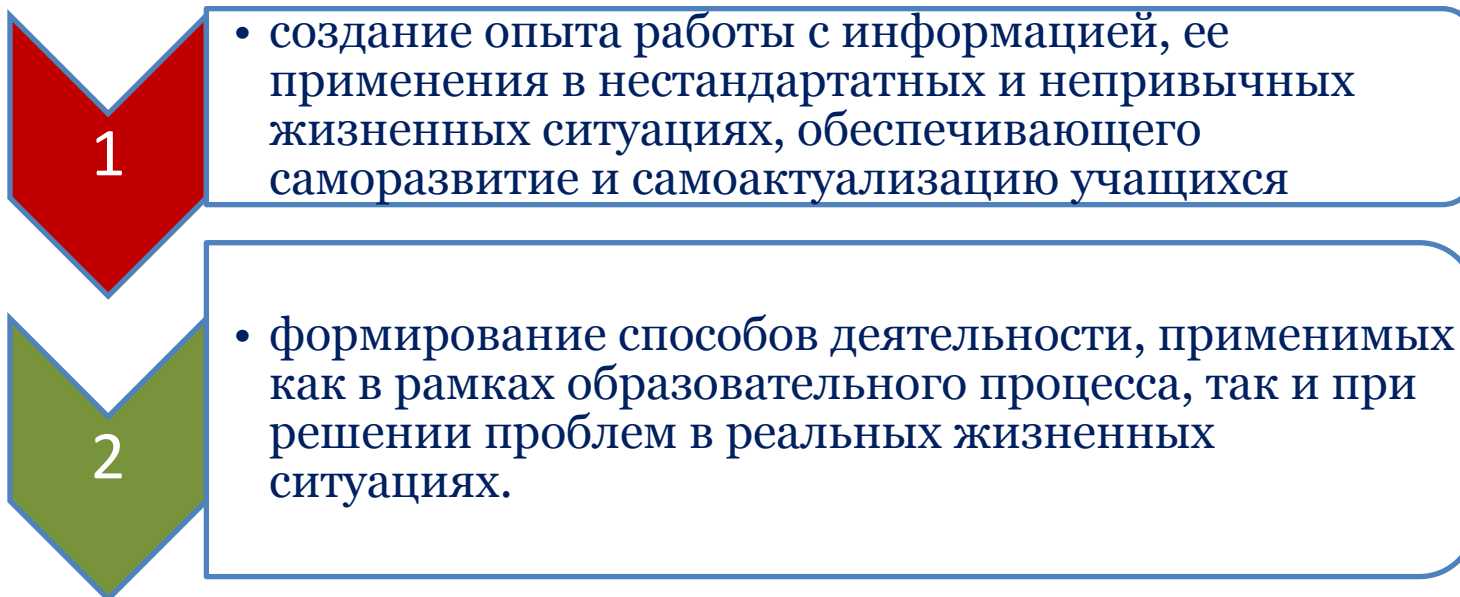 1
• создание опыта работы с информацией, ее
применения в нестандартатных и непривычных
жизненных ситуациях, обеспечивающего
саморазвитие и самоактуализацию учащихся
2
• формирование способов деятельности, применимых
как в рамках образовательного процесса, так и при
решении проблем в реальных жизненных
ситуациях.